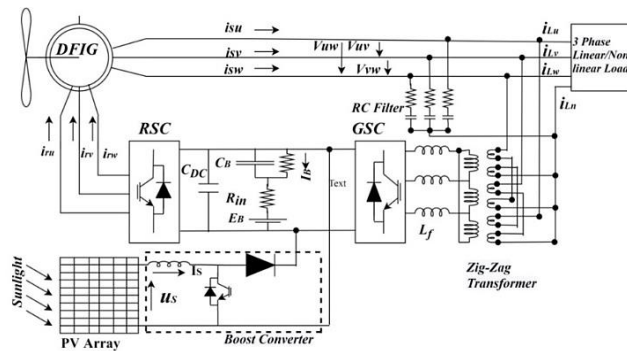 DFIG
isu
isv
isw
Vuw
Vuv
Vvw
iLu
iLv
iLw
iLn
3 Phase
Linear/Non
linear Load
RC Filter
iru
irv
irw
RSC
CDC
CB
IB
Rin
EB
Text
GSC
Lf
Zig-Zag
Transformer
Sunlight
PV Array
Is
us
Boost Converter